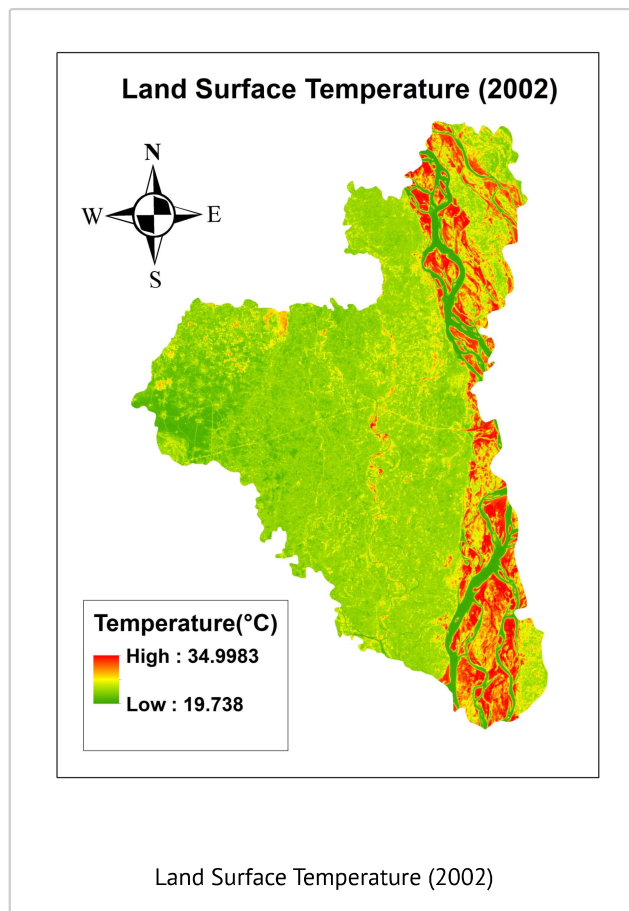 Land Surface Temperature (2002)
N
W
E
S
Temperature(°C)
High : 34.9983
Low : 19.738
Land Surface Temperature (2002)